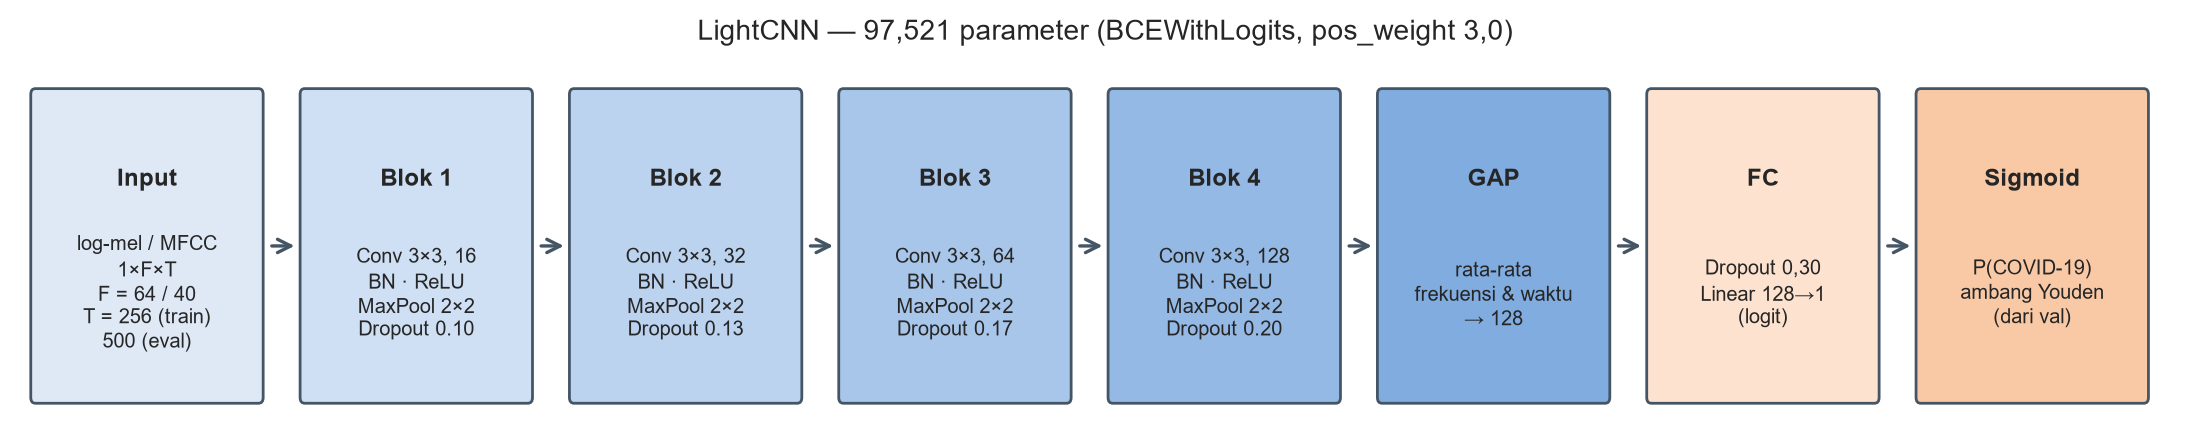 LightCNN — 97,521 parameter (BCEWithLogits, pos_weight 3,0)
Input
log-mel / MFCC
1×F×T
F = 64 / 40
T = 256 (train)
500 (eval)
Blok 1
Conv 3×3, 16
BN · ReLU
MaxPool 2×2
Dropout 0.10
Blok 2
Conv 3×3, 32
BN · ReLU
MaxPool 2×2
Dropout 0.13
Blok 3
Conv 3×3, 64
BN · ReLU
MaxPool 2×2
Dropout 0.17
Blok 4
Conv 3×3, 128
BN · ReLU
MaxPool 2×2
Dropout 0.20
GAP
rata-rata
frekuensi & waktu
→ 128
FC
Dropout 0,30
Linear 128→1
(logit)
Sigmoid
P(COVID-19)
ambang Youden
(dari val)